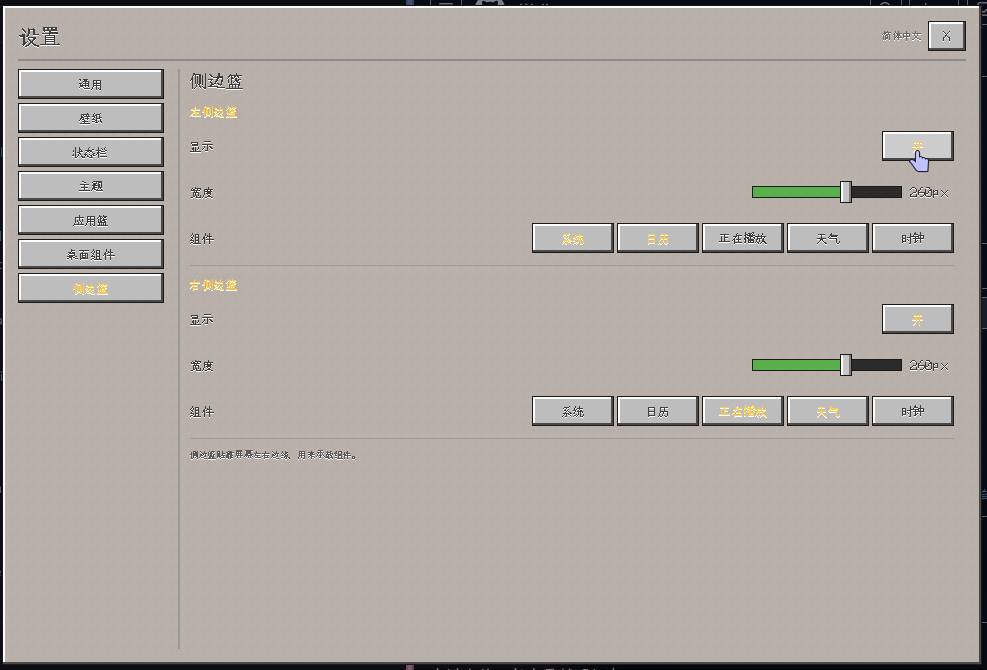 设置
简体中文
X
通用
壁纸
状态栏
主题
应用篮
桌面组件
侧边篮
侧边篮
左侧边篮
显示
开
宽度
260px
组件
系统
日历
正在播放
天气
时钟
右侧边篮
显示
开
宽度
260px
组件
系统
日历
正在播放
天气
时钟
侧边篮贴靠屏幕左右边缘，用来承载组件。